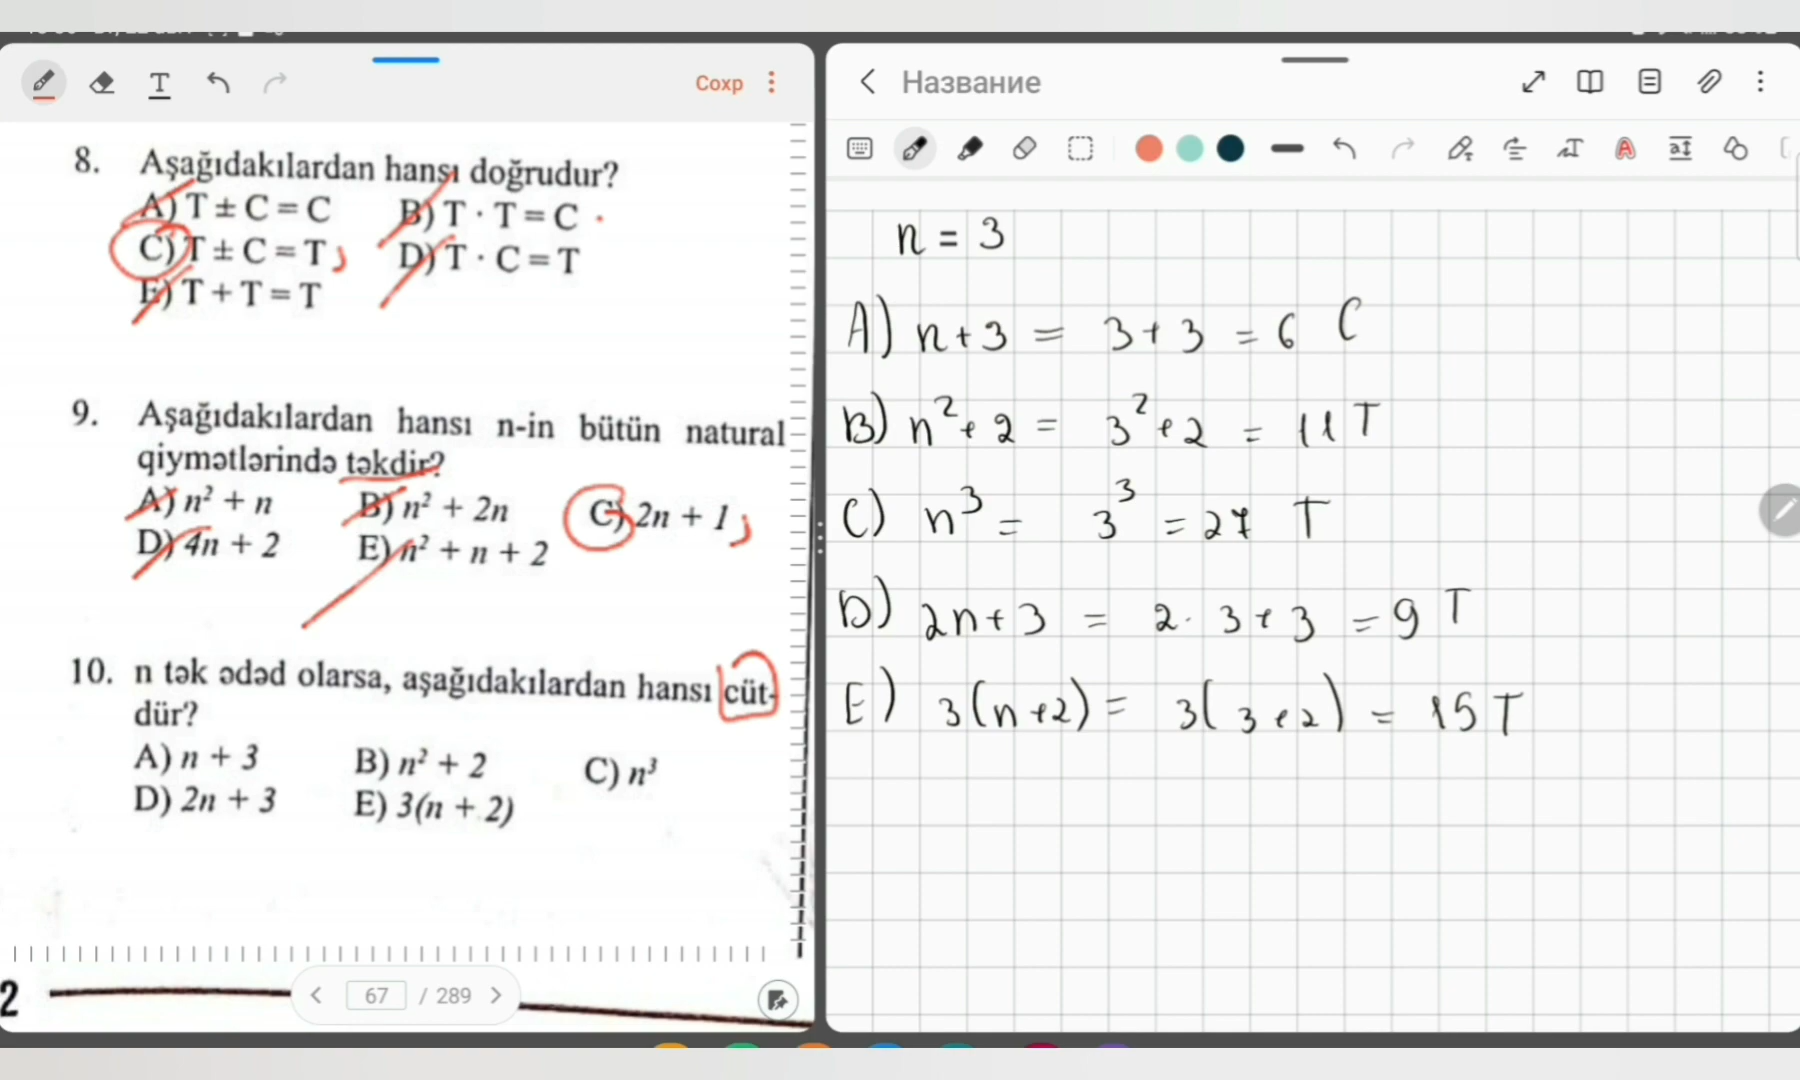 Сохр
8. Aşağıdakılardan hansı doğrudur?
A) T ± C = C B) T · T = C
C) T ± C = T D) T · C = T
E) T + T = T
9. Aşağıdakılardan hansı n-in bütün natural
qiymətlərində təkdir?
A) n² + n B) n² + 2n C) 2n + 1
D) 4n + 2 E) n² + n + 2
10. n tək ədəd olarsa, aşağıdakılardan hansı cüt-
dür?
A) n + 3 B) n² + 2 C) n³
D) 2n + 3 E) 3(n + 2)
2
67 / 289
Название
n = 3
A) n+3 = 3+3 = 6 C
B) n²+2 = 3²+2 = 11 T
C) n³ = 3³ = 27 T
D) 2n+3 = 2·3+3 = 9 T
E) 3(n+2) = 3(3+2) = 15 T